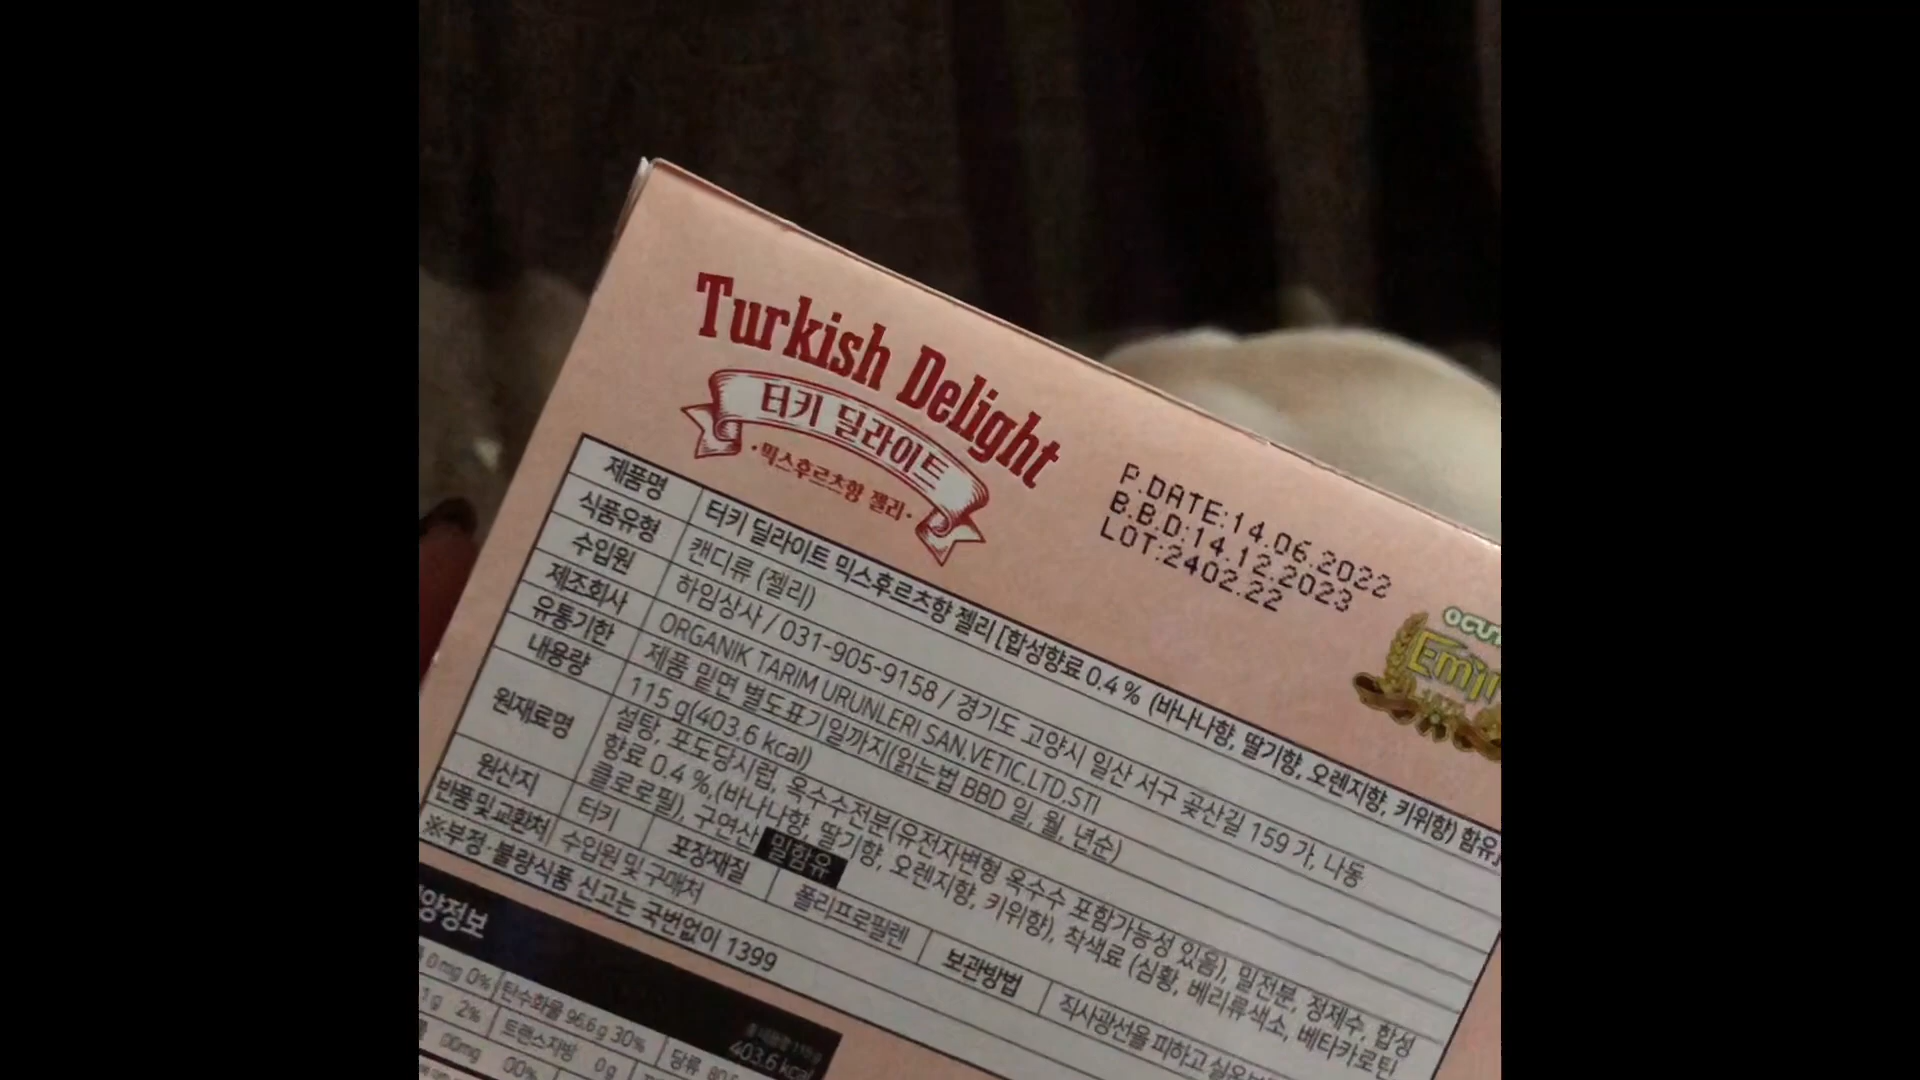 Turkish Delight
터키 딜라이트
·믹스후르츠향 젤리·
P.DATE:14.06.2022
B.B.D:14.12.2023
LOT:2402.22
제품명 터키 딜라이트 믹스후르츠향 젤리 [합성향료 0.4 % (바나나향, 딸기향, 오렌지향, 키위향) 함유]
식품유형 캔디류 (젤리)
수입원 하임상사 / 031-905-9158 / 경기도 고양시 일산 서구 곶산길 159 가, 나동
제조회사 ORGANIK TARIM URUNLERI SAN.VETIC.LTD.STI
유통기한 제품 밑면 별도표기일까지(읽는법 BBD 일, 월, 년순)
내용량 115 g(403.6 kcal)
원재료명 설탕, 포도당시럽, 옥수수전분(유전자변형 옥수수 포함가능성 있음), 밀전분, 정제수, 합성
향료 0.4 %,(바나나향, 딸기향, 오렌지향, 키위향), 착색료 (심황, 베리류색소, 베타카로틴
클로로필), 구연산 밀함유
원산지 터키 포장재질 폴리프로필렌 보관방법 직사광선을 피하고 실온보
반품 및 교환처 수입원 및 구매처
※부정·불량식품 신고는 국번없이 1399
양정보
403.6 kcal
0 mg 0% 탄수화물 96.6 g 30% 당류
1 g 2% 트랜스지방 0 g